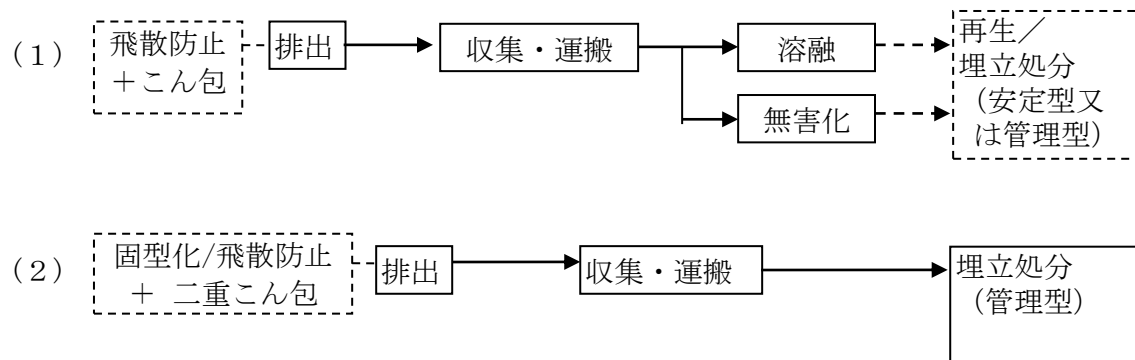 （１）
飛散防止
＋こん包
排出
収集・運搬
溶融
無害化
再生／
埋立処分
（安定型又
は管理型）
（２）
固型化/飛散防止
＋ 二重こん包
排出
収集・運搬
埋立処分
（管理型）